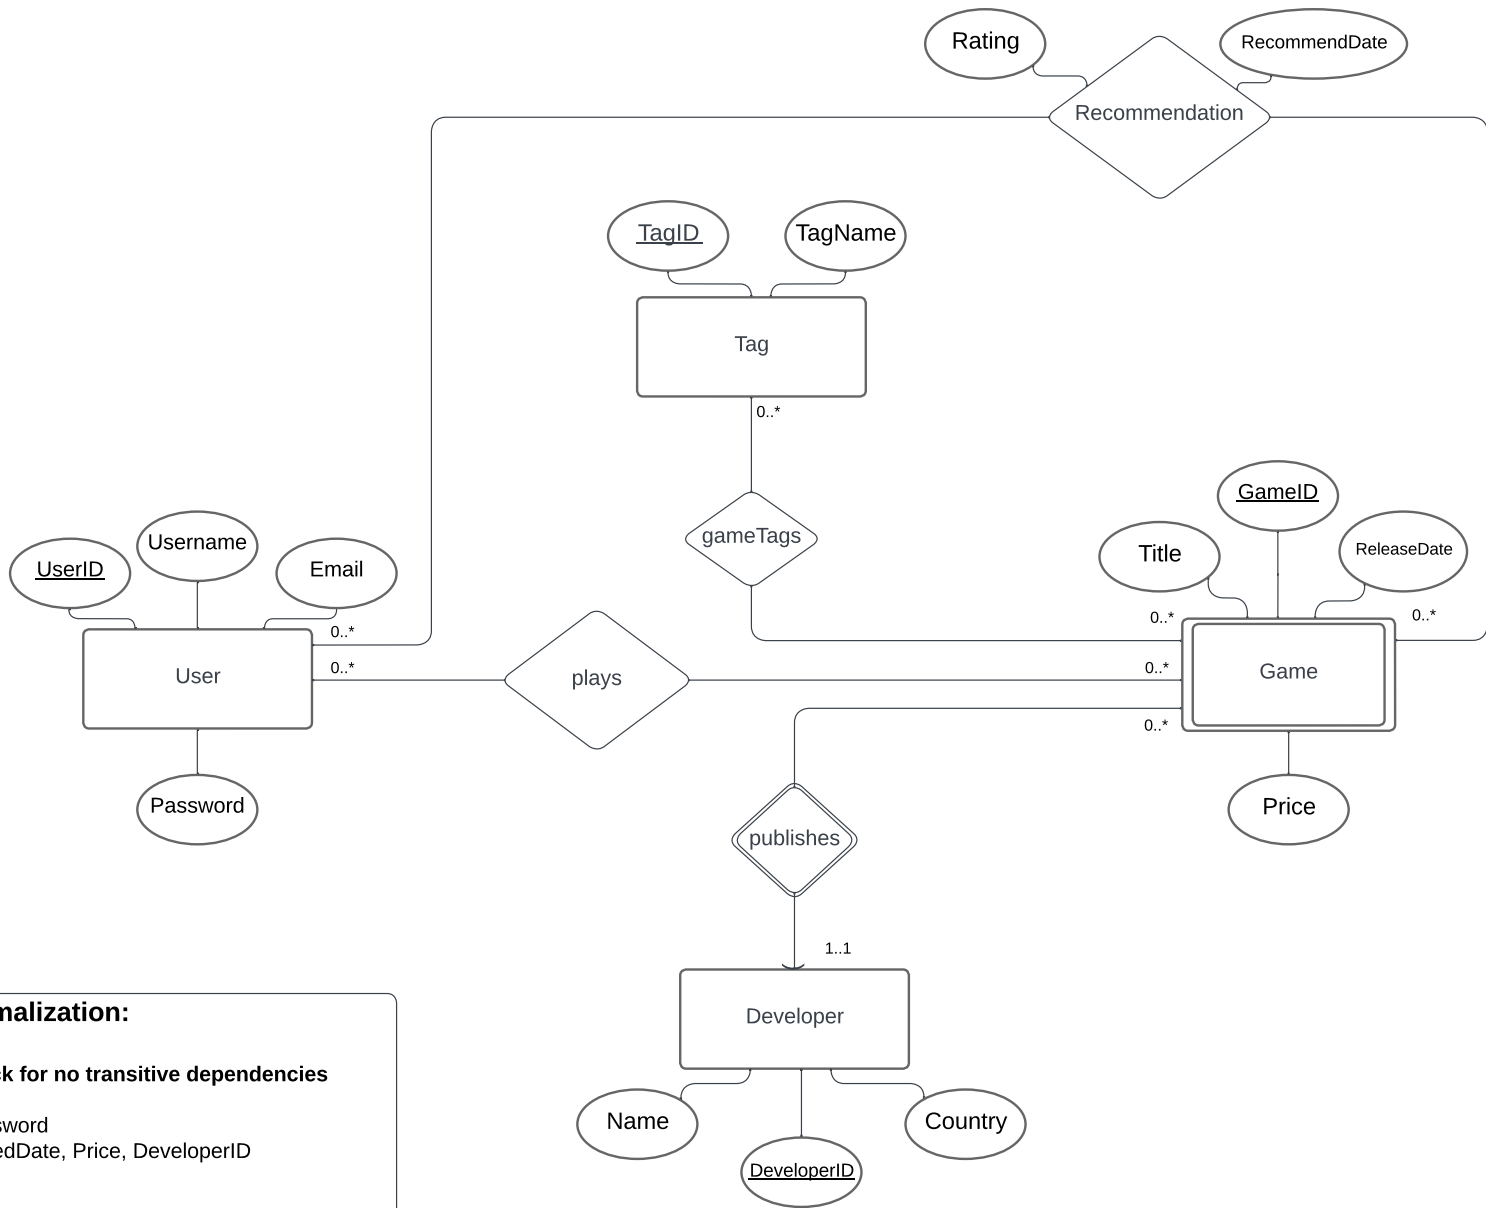 Rating
RecommendDate
Recommendation
TagID
TagName
Tag
0..*
GameID
gameTags
Username
Title
ReleaseDate
UserID
Email
0..*
0..*
0..*
User
0..*
plays
0..*
Game
0..*
Password
Price
publishes
1..1
malization:
Developer
ck for no transitive dependencies
sword
Name
Country
edDate, Price, DeveloperID
DeveloperID